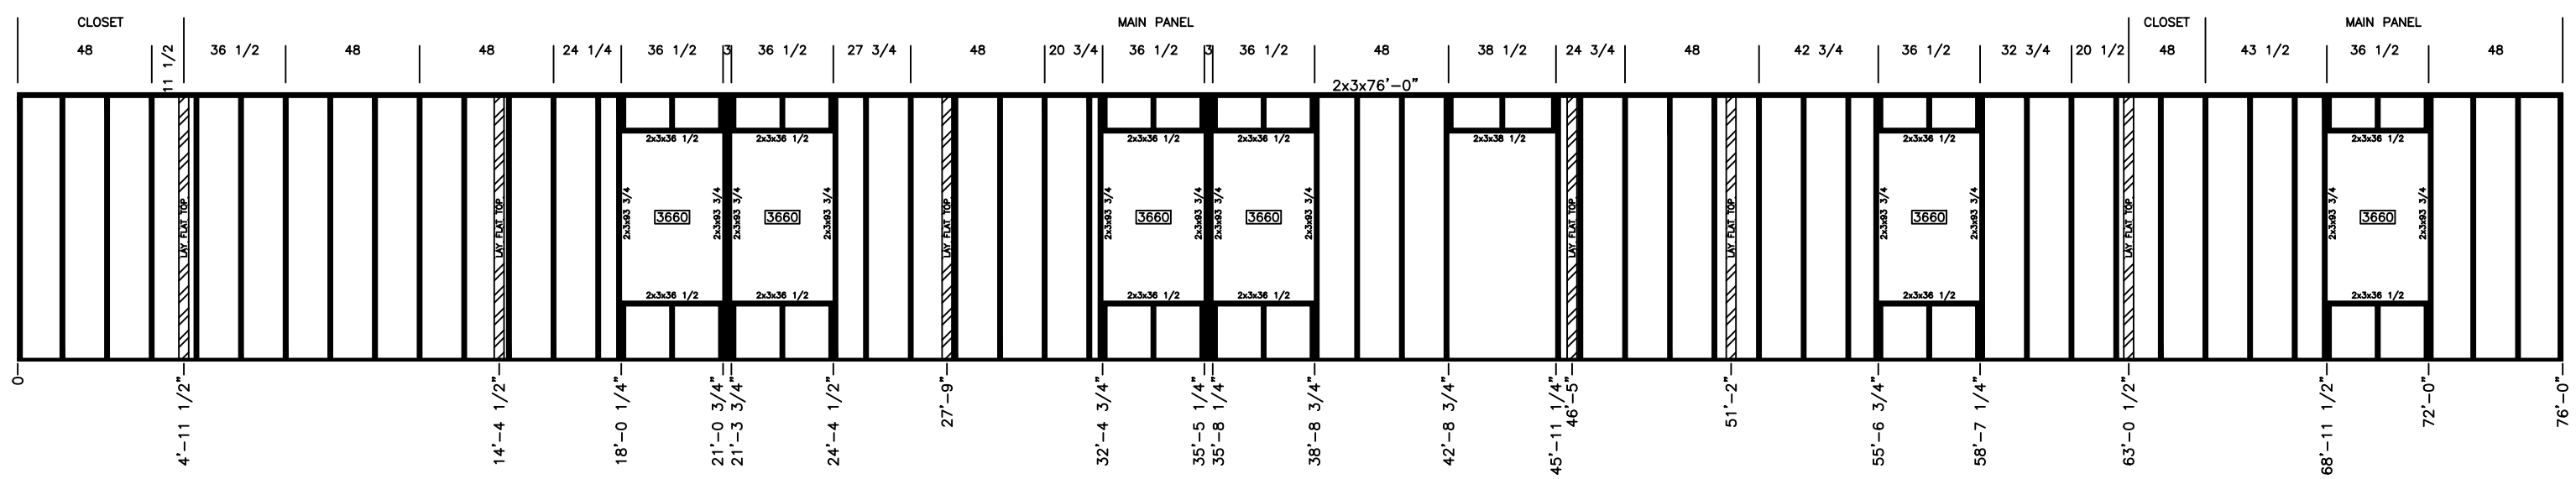 CLOSET MAIN PANEL CLOSET MAIN PANEL
48 11 1/2 36 1/2 48 48 24 1/4 36 1/2 3 36 1/2 27 3/4 48 20 3/4 36 1/2 3 36 1/2 48 38 1/2 24 3/4 48 42 3/4 36 1/2 32 3/4 20 1/2 48 43 1/2 36 1/2 48
2x3x76'-0"
2x3x36 1/2 2x3x36 1/2 2x3x36 1/2 2x3x36 1/2 2x3x38 1/2 2x3x36 1/2 2x3x36 1/2
LAY FLAT TOP LAY FLAT TOP 2x3x93 3/4 3660 2x3x93 3/4 2x3x93 3/4 3660 2x3x93 3/4 LAY FLAT TOP 2x3x93 3/4 3660 2x3x93 3/4 2x3x93 3/4 3660 2x3x93 3/4 LAY FLAT TOP LAY FLAT TOP 2x3x93 3/4 3660 2x3x93 3/4 LAY FLAT TOP 2x3x93 3/4 3660 2x3x93 3/4
2x3x36 1/2 2x3x36 1/2 2x3x36 1/2 2x3x36 1/2 2x3x36 1/2 2x3x36 1/2
0 4'-11 1/2" 14'-4 1/2" 18'-0 1/4" 21'-0 3/4" 21'-3 3/4" 24'-4 1/2" 27'-9" 32'-4 3/4" 35'-5 1/4" 35'-8 1/4" 38'-8 3/4" 42'-8 3/4" 45'-11 1/4" 46'-5" 51'-2" 55'-6 3/4" 58'-7 1/4" 63'-0 1/2" 68'-11 1/2" 72'-0" 76'-0"